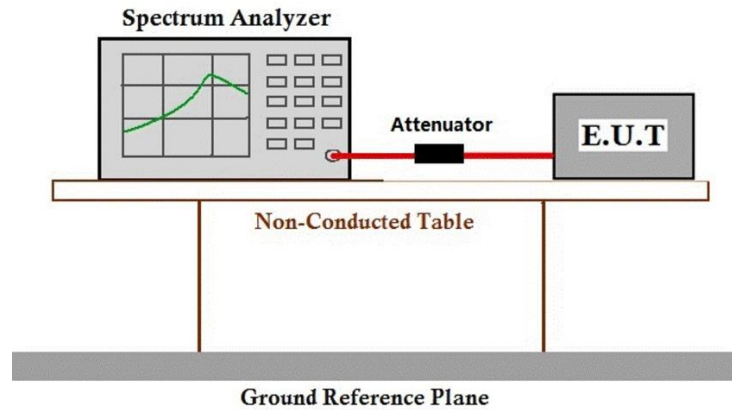 Spectrum Analyzer
Attenuator
E.U.T
Non-Conducted Table
Ground Reference Plane